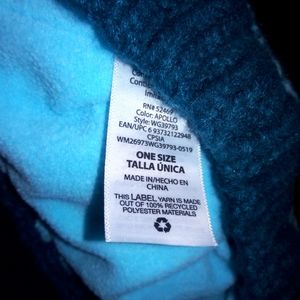 RN# 52469
Color: APOLLO
Style: WG39793
EAN/UPC 6 93732122948
CPSIA
WM26973WG39793-0519
ONE SIZE
TALLA ÚNICA
MADE IN/HECHO EN
CHINA
THIS LABEL YARN IS MADE
OUT OF 100% RECYCLED
POLYESTER MATERIALS